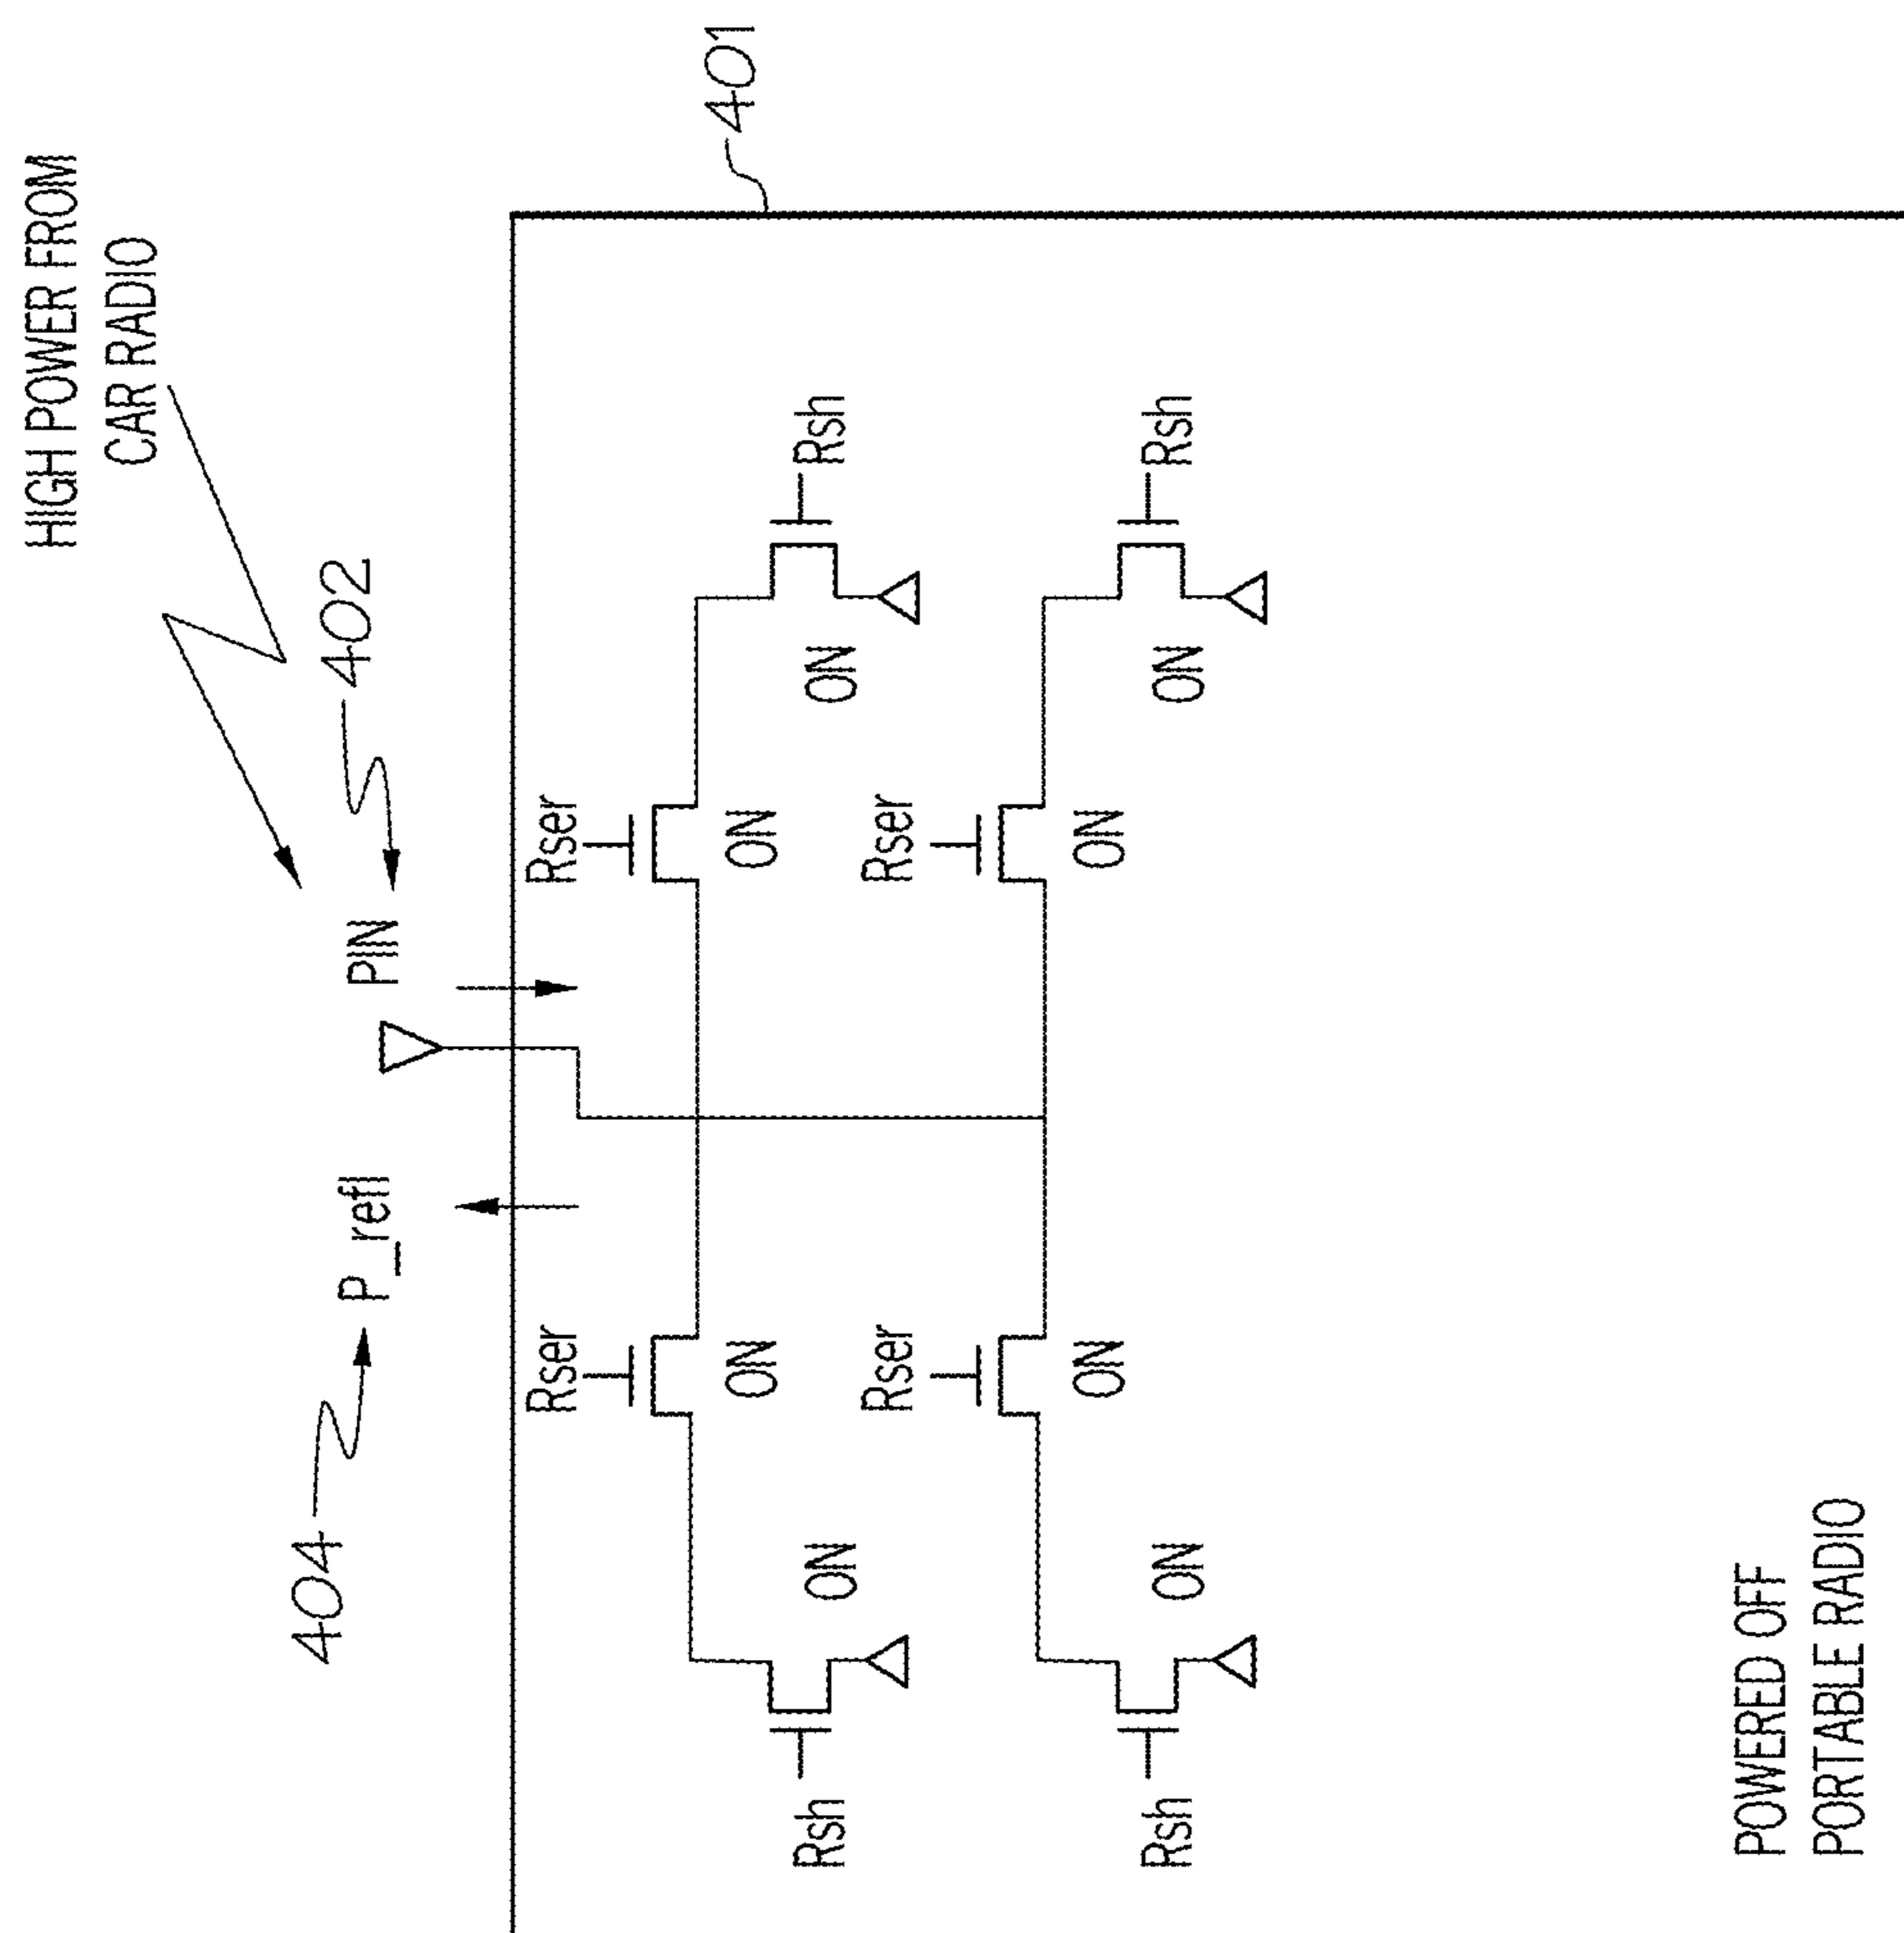 HIGH POWER FROM
CAR RADIO
401
402
404
PIN
P_refl
Rser
Rser
ON
ON
Rsh
Rsh
ON
ON
Rser
Rser
ON
ON
Rsh
Rsh
ON
ON
POWERED OFF
PORTABLE RADIO